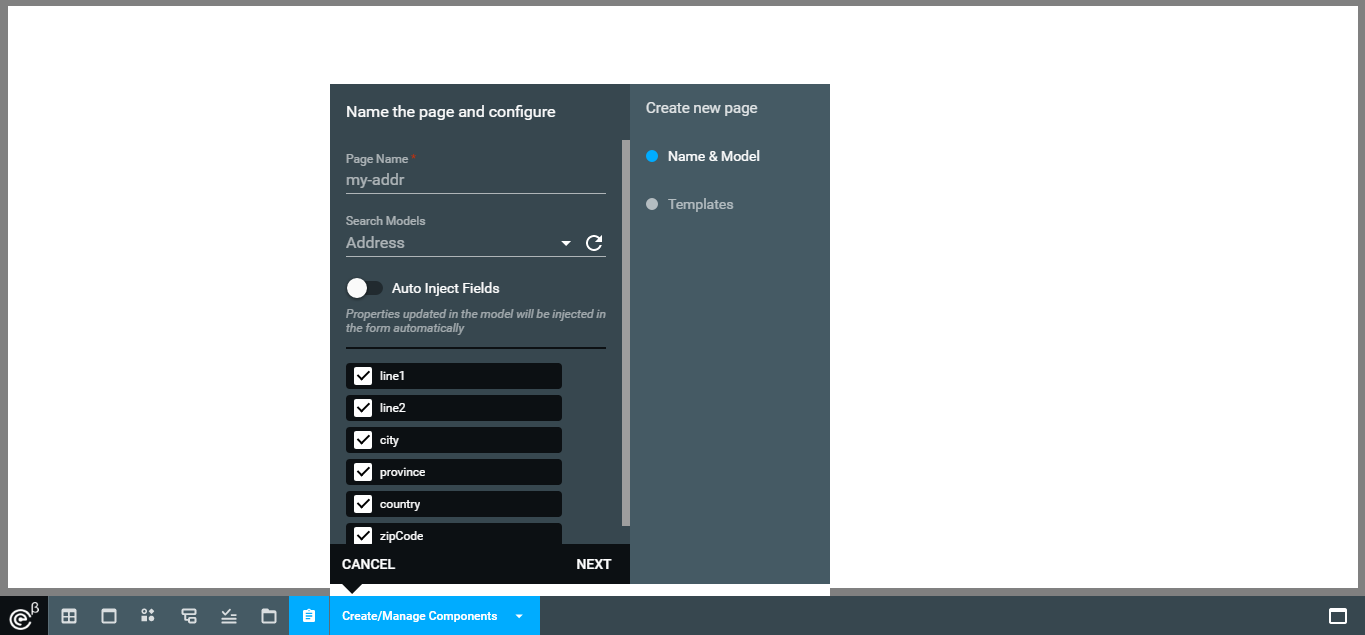 Name the page and configure
Page Name *
my-addr
Search Models
Address
Auto Inject Fields
Properties updated in the model will be injected in
the form automatically
line1
line2
city
province
country
zipCode
CANCEL
NEXT
Create new page
Name & Model
Templates
e β
Create/Manage Components